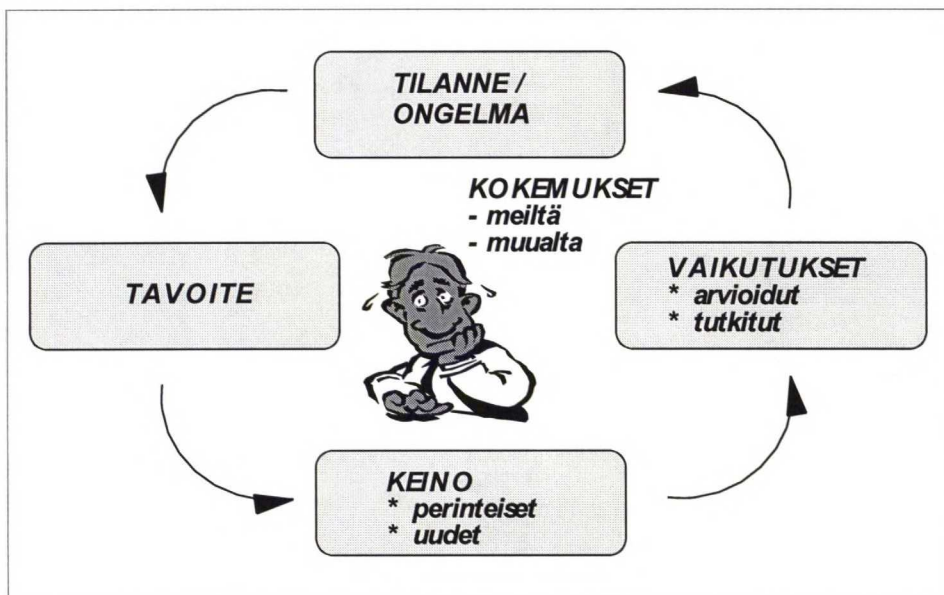 TILANNE /
ONGELMA
KOKEMUKSET
- meiltä
- muualta
TAVOITE
VAIKUTUKSET
* arvioidut
* tutkitut
KEINO
* perinteiset
* uudet